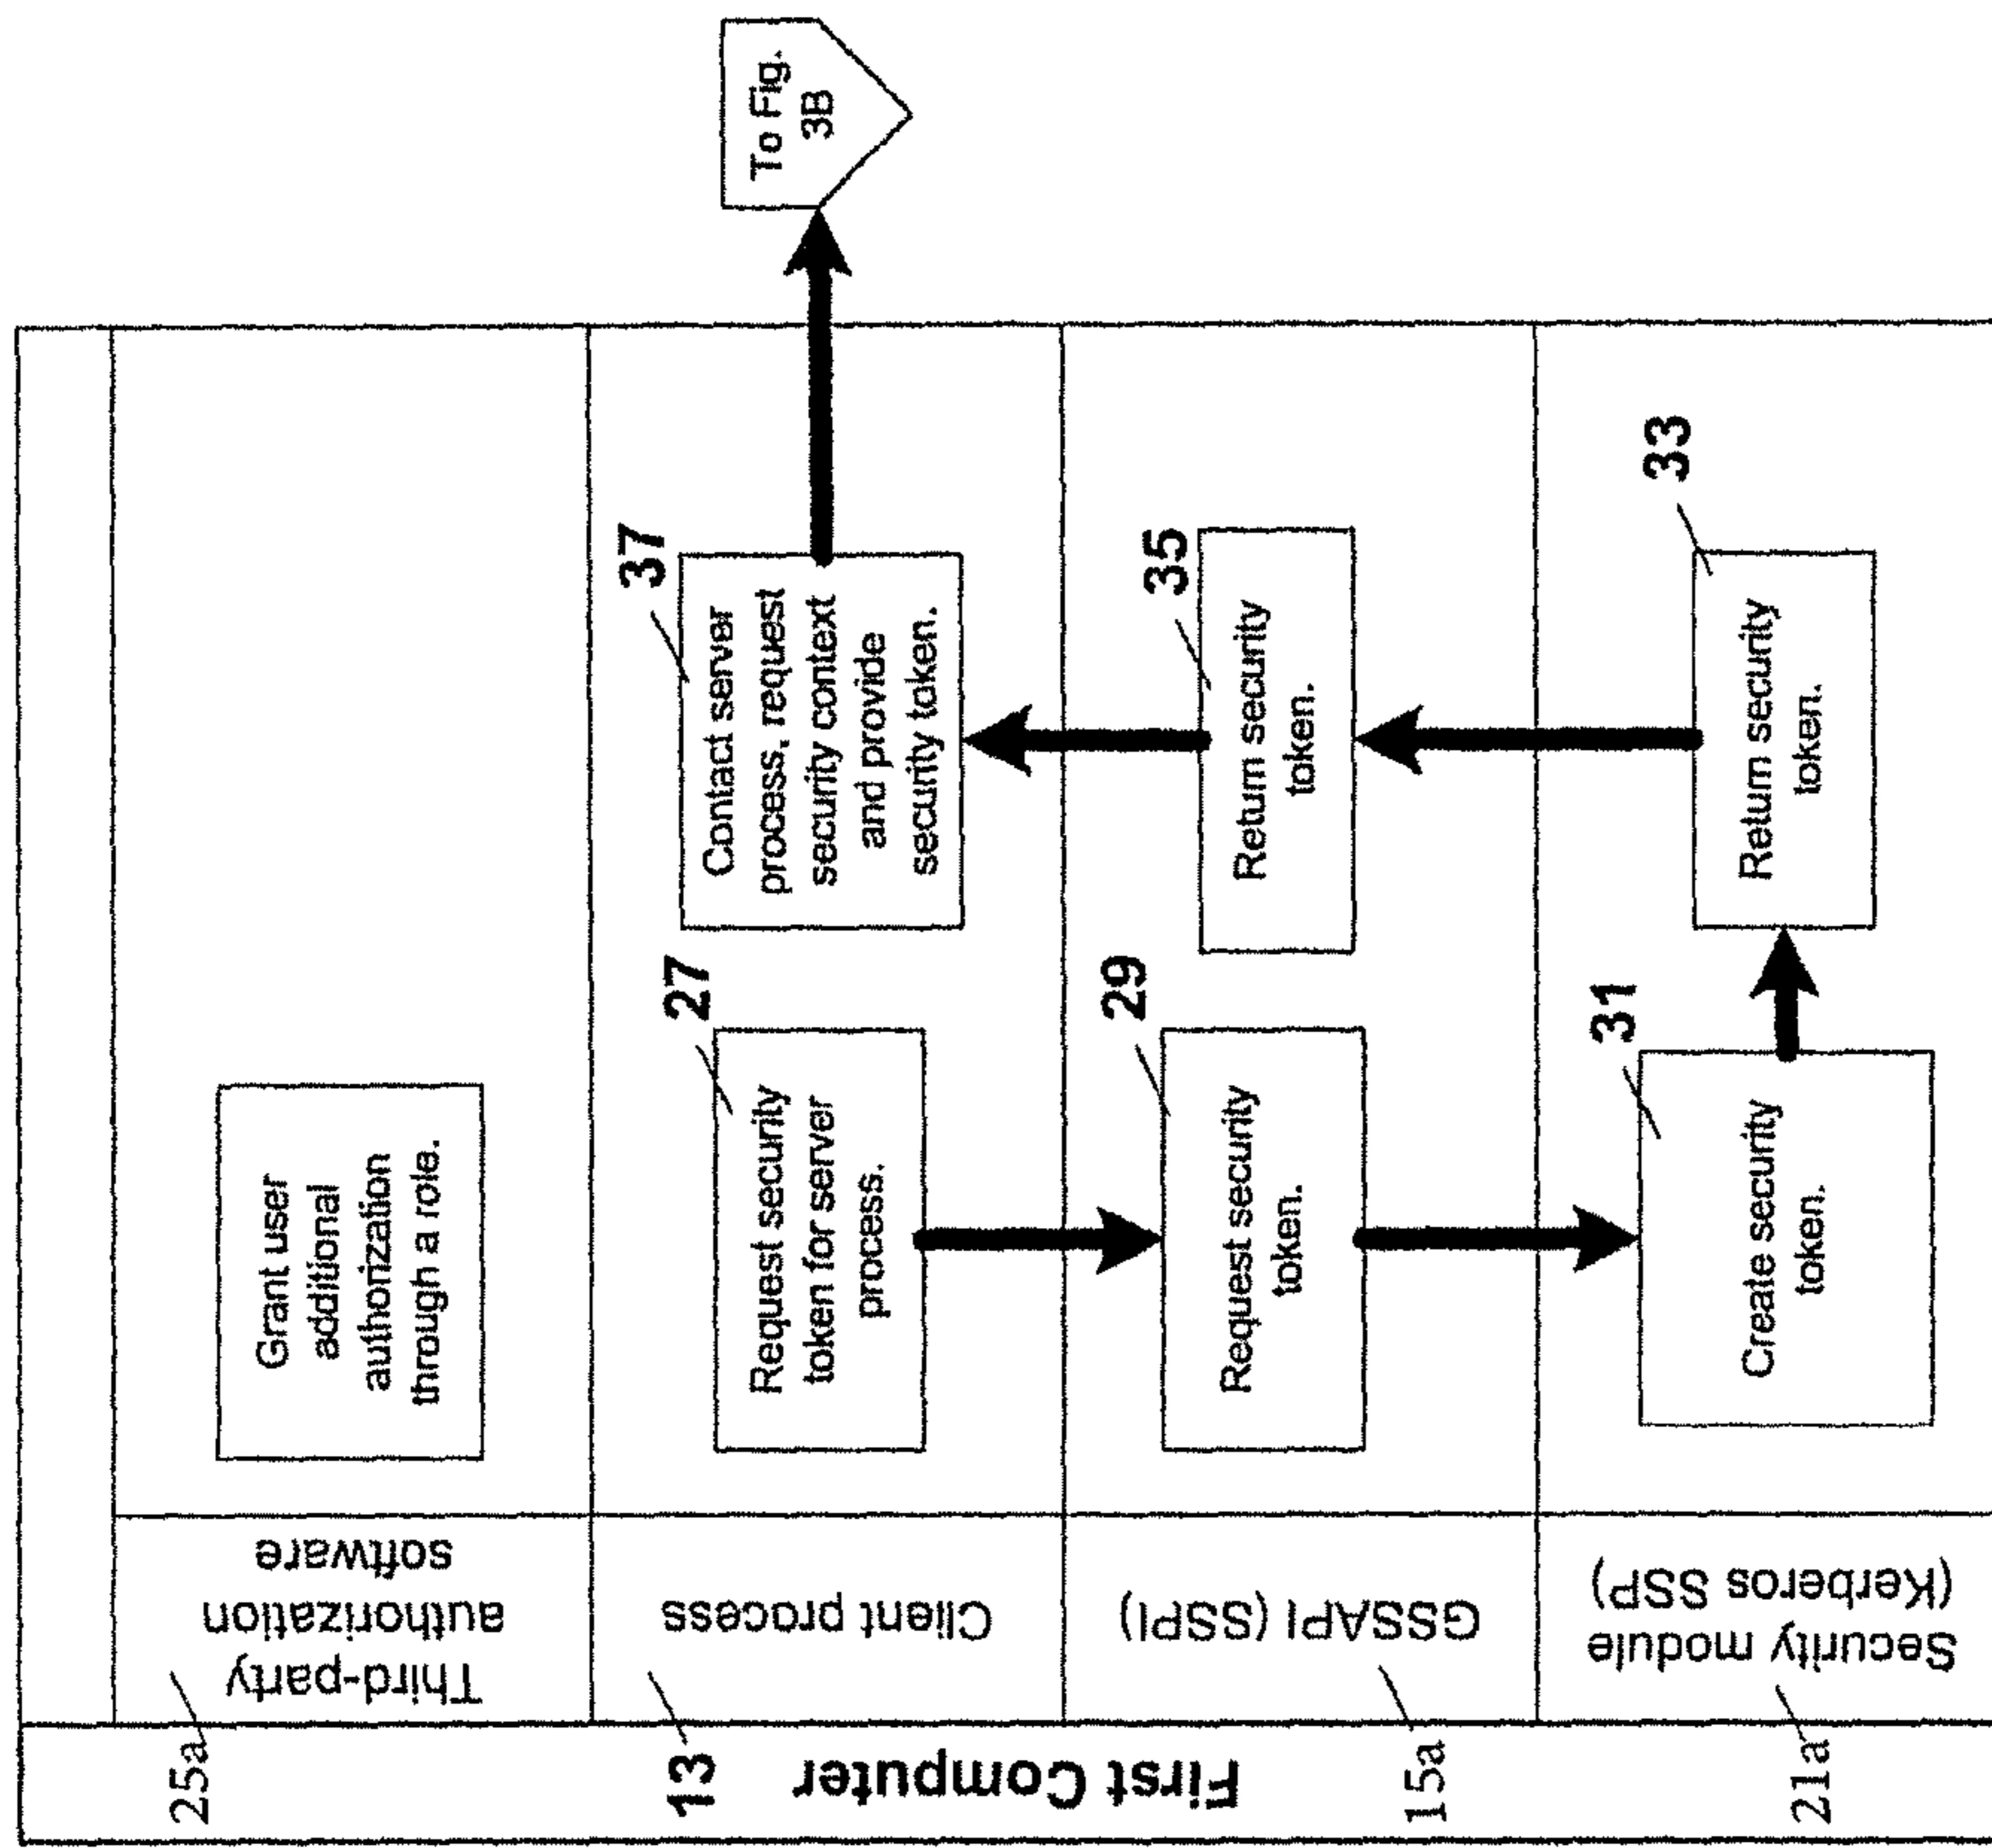 25a
Third-party
authorization
software
Grant user
additional
authorization
through a role.
First Computer
13
Client process
27
Request security
token for server
process.
37
Contact server
process, request
security context
and provide
security token.
To Fig.
3B
15a
GSSAPI (SSPI)
29
Request security
token.
35
Return security
token.
21a
Security module
(Kerberos SSP)
31
Create security
token.
33
Return security
token.